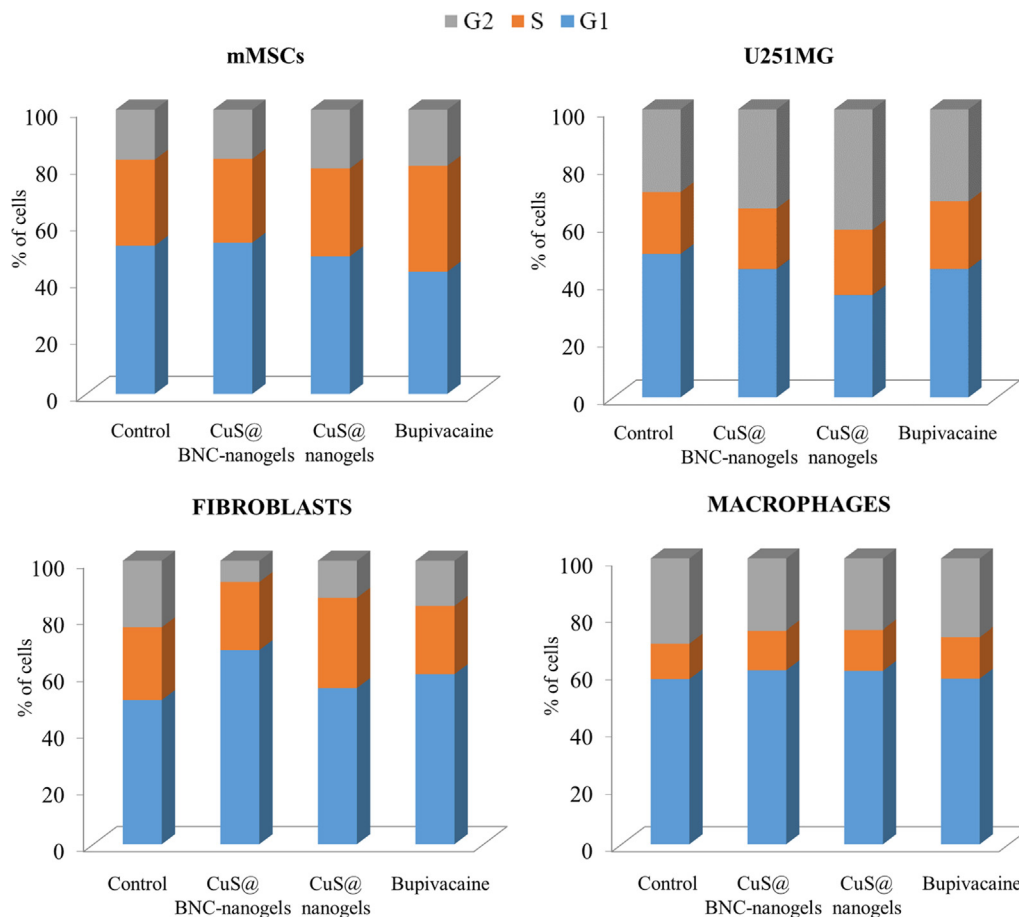 G2 S G1
mMSCs
100
80
60
40
20
0
% of cells
Control CuS@ CuS@ Bupivacaine
BNC-nanogels nanogels
U251MG
100
80
60
40
20
0
% of cells
Control CuS@ CuS@ Bupivacaine
BNC-nanogels nanogels
FIBROBLASTS
100
80
60
40
20
0
% of cells
Control CuS@ CuS@ Bupivacaine
BNC-nanogels nanogels
MACROPHAGES
100
80
60
40
20
0
% of cells
Control CuS@ CuS@ Bupivacaine
BNC-nanogels nanogels